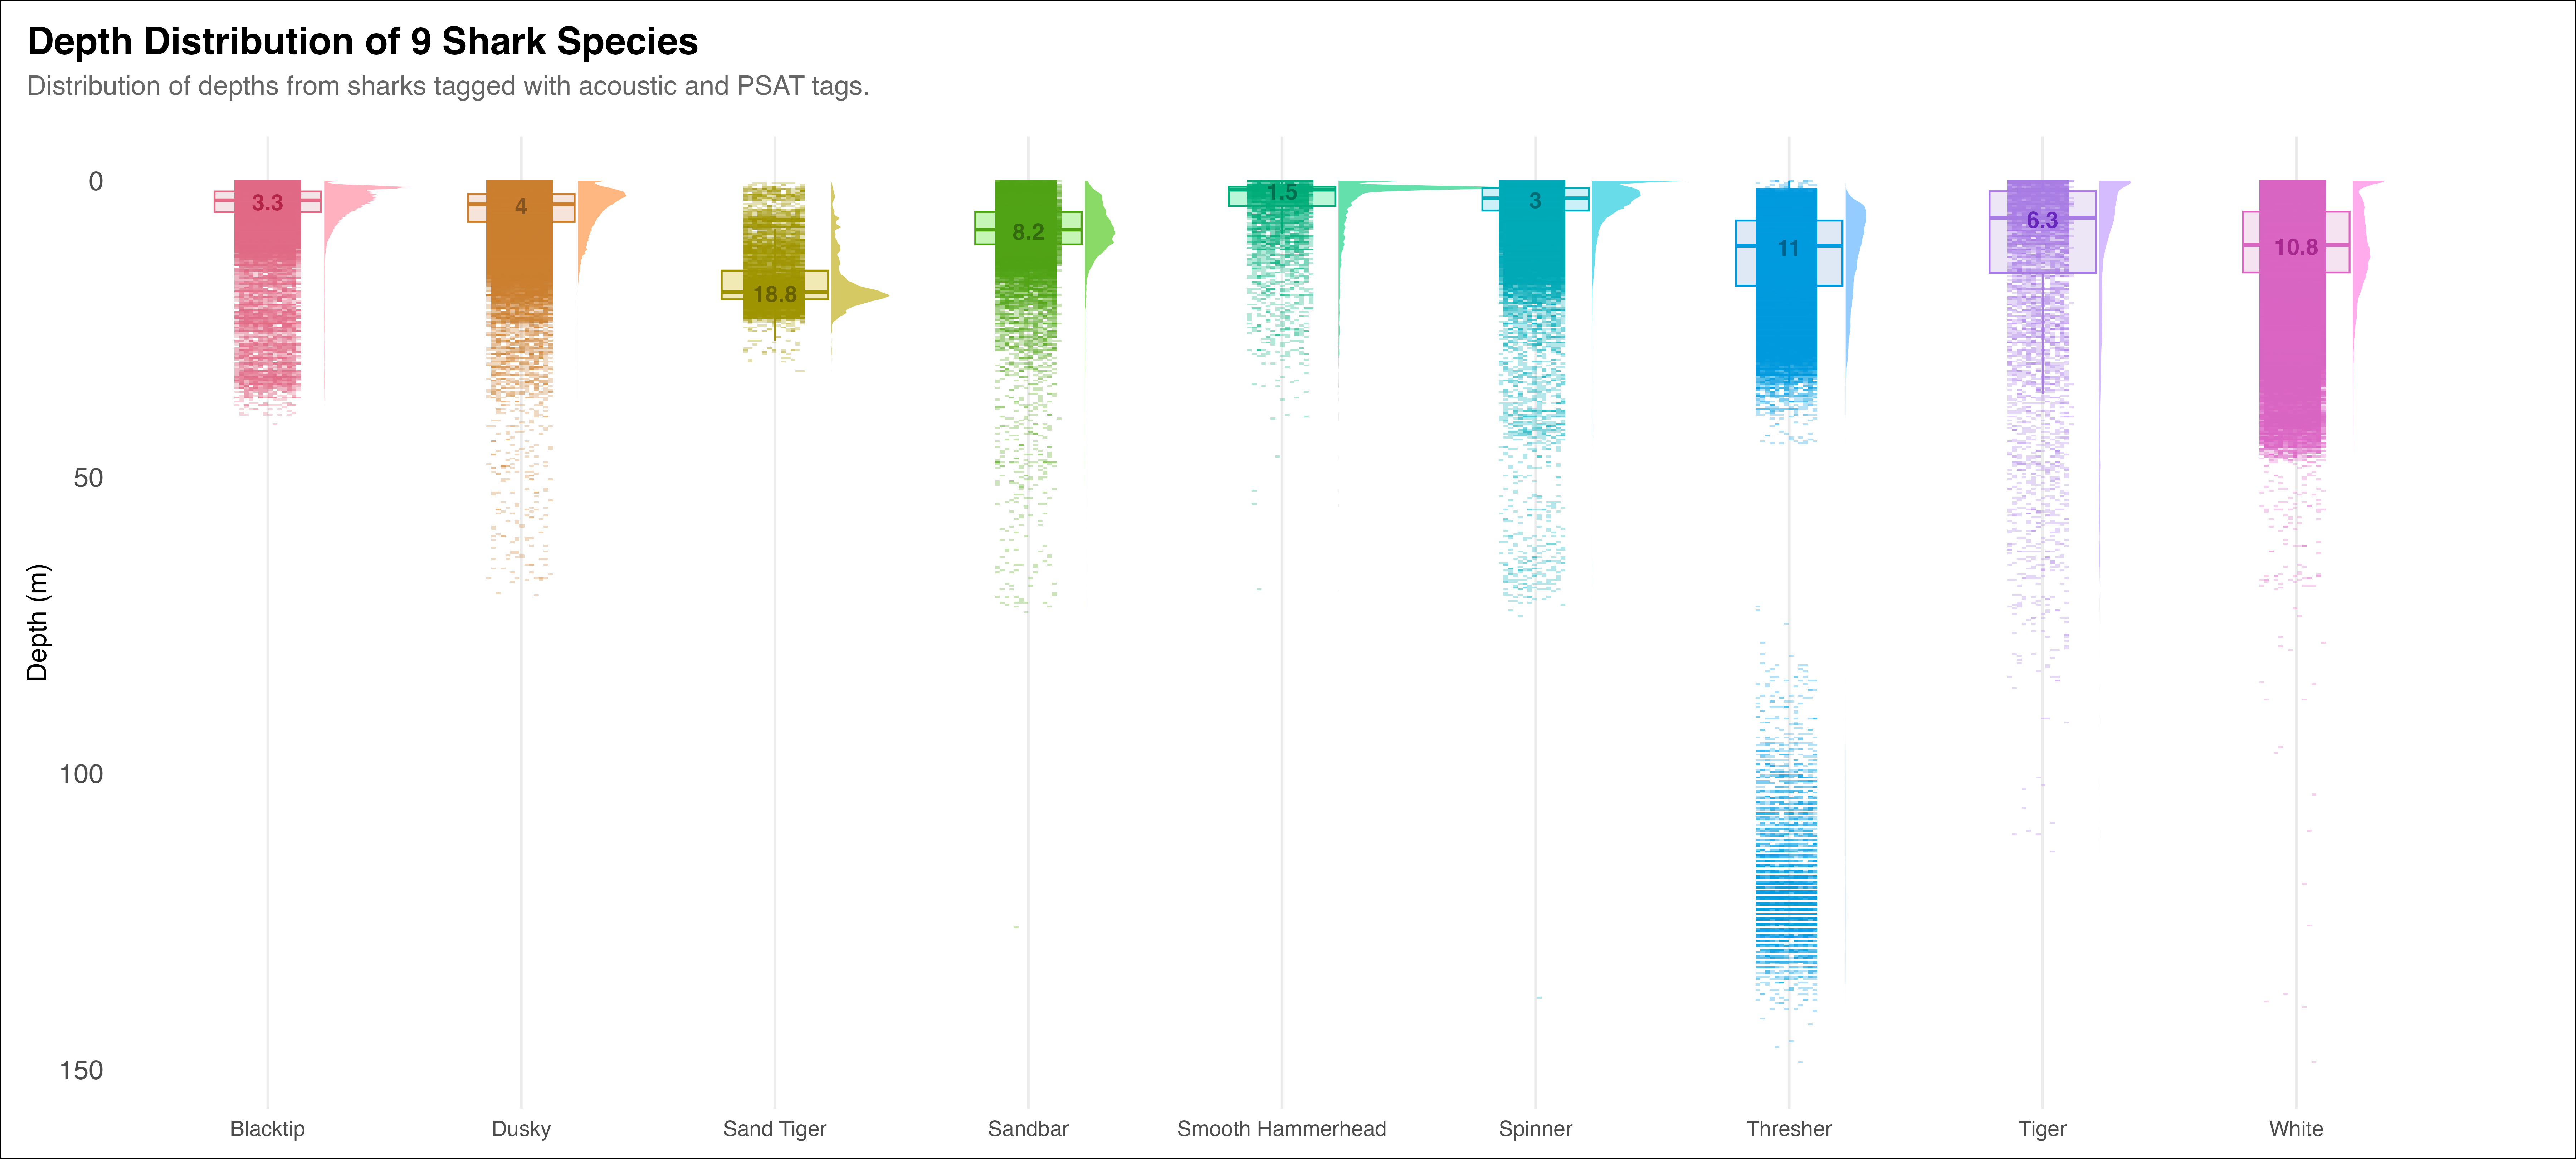 Depth Distribution of 9 Shark Species
Distribution of depths from sharks tagged with acoustic and PSAT tags.
Depth (m)
0
50
100
150
3.3
4
18.8
8.2
1.5
3
11
6.3
10.8
Blacktip
Dusky
Sand Tiger
Sandbar
Smooth Hammerhead
Spinner
Thresher
Tiger
White